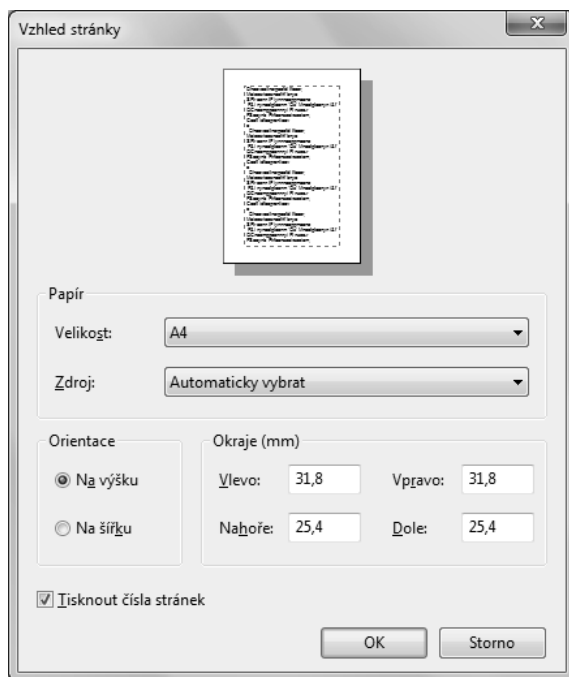 Vzhled stránky
Papír
Velikost: A4
Zdroj: Automaticky vybrat
Orientace
Na výšku
Na šířku
Okraje (mm)
Vlevo: 31,8 Vpravo: 31,8
Nahoře: 25,4 Dole: 25,4
Tisknout čísla stránek
OK Storno